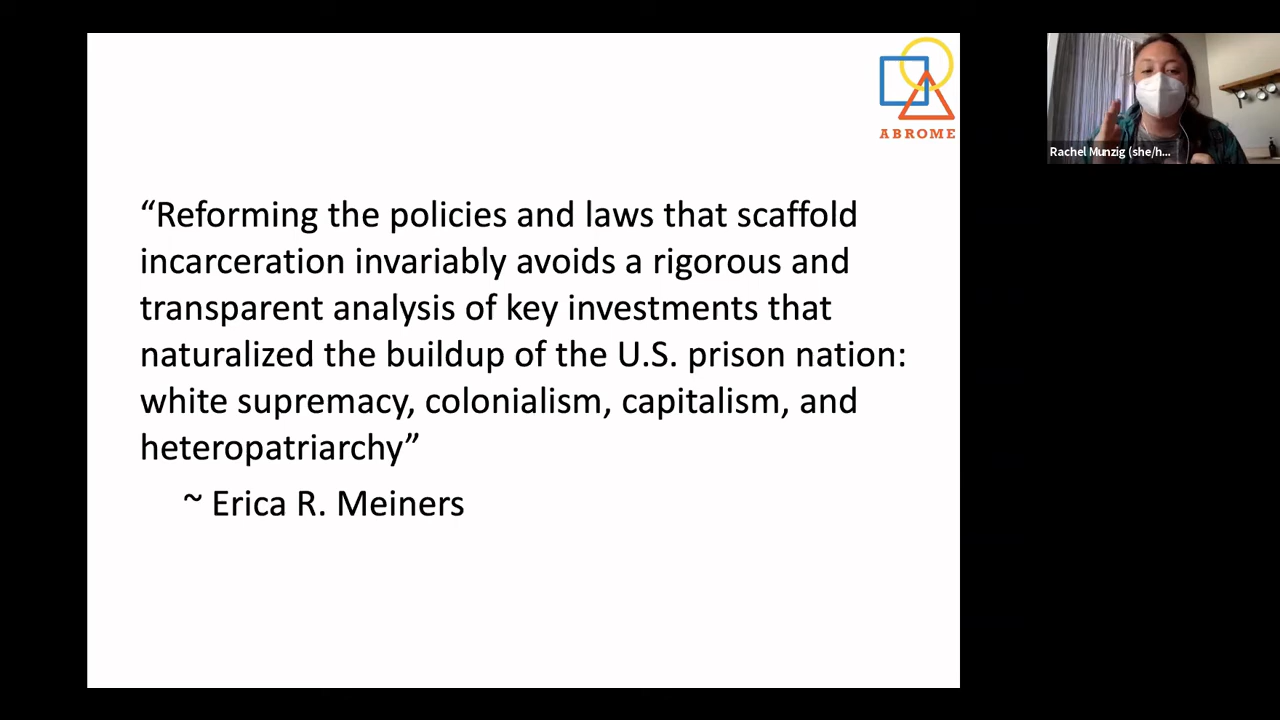 ABROME
“Reforming the policies and laws that scaffold
incarceration invariably avoids a rigorous and
transparent analysis of key investments that
naturalized the buildup of the U.S. prison nation:
white supremacy, colonialism, capitalism, and
heteropatriarchy”
~ Erica R. Meiners
Rachel Munzig (she/h...